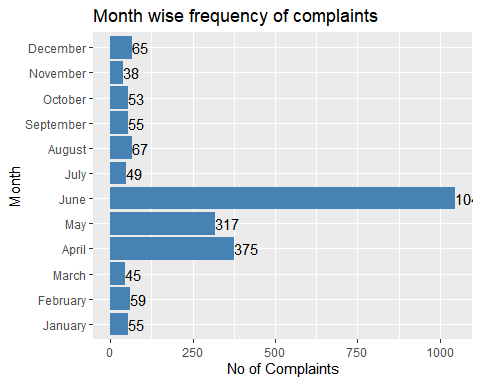 Month wise frequency of complaints
Month
December 65
November 38
October 53
September 55
August 67
July 49
June
May 317
April 375
March 45
February 59
January 55
0 250 500 750 1000
No of Complaints